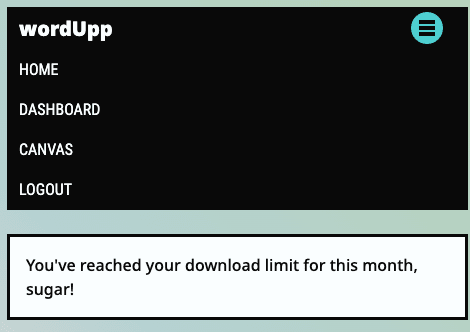 wordUpp
HOME
DASHBOARD
CANVAS
LOGOUT
You've reached your download limit for this month,
sugar!